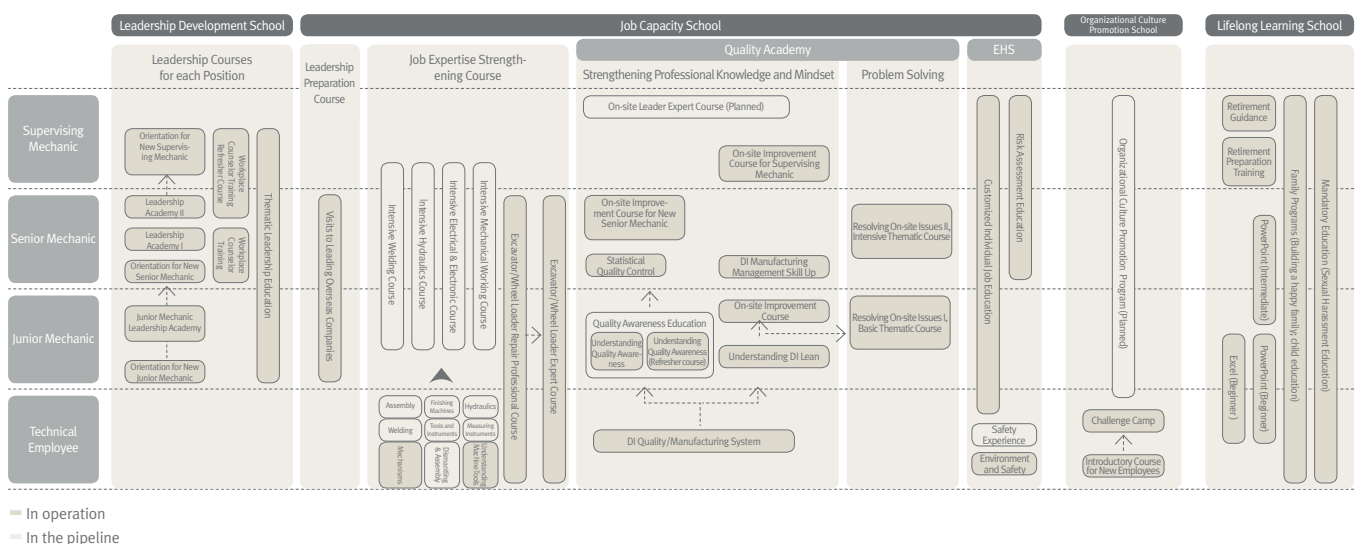 Leadership Development School
Job Capacity School
Organizational Culture
Promotion School
Lifelong Learning School
Quality Academy
EHS
Leadership Courses
for each Position
Leadership
Preparation
Course
Job Expertise Strength-
ening Course
Strengthening Professional Knowledge and Mindset
Problem Solving
Supervising
Mechanic
Senior Mechanic
Junior Mechanic
Technical
Employee
Orientation for
New Supervis-
ing Mechanic
Leadership
Academy II
Leadership
Academy I
Orientation for New
Senior Mechanic
Junior Mechanic
Leadership Academy
Orientation for New
Junior Mechanic
Workplace
Counselor Training
Refresher Course
Workplace
Counselor
Training
Thematic Leadership Education
Visits to Leading Overseas Companies
Intensive Welding Course
Intensive Hydraulics Course
Intensive Electrical & Electronic Course
Intensive Mechanical Working Course
Excavator/Wheel Loader Repair Professional Course
Excavator/Wheel Loader Expert Course
Assembly
Finishing
Machines
Hydraulics
Welding
Tools and
Instruments
Measuring
Instruments
Mechanisms
Dismantling
& Assembly
Understanding
Machine Tools
On-site Leader Expert Course (Planned)
On-site Improvement
Course for Supervising
Mechanic
On-site Improve-
ment Course for New
Senior Mechanic
Statistical
Quality Control
DI Manufacturing
Management Skill Up
Quality Awareness Education
Understanding
Quality Aware-
ness
Understanding
Quality Awareness
(Refresher course)
On-site Improvement
Course
Understanding DI Lean
DI Quality/Manufacturing System
Resolving On-site Issues II,
Intensive Thematic Course
Resolving On-site Issues I,
Basic Thematic Course
Customized Individual Job Education
Risk Assessment Education
Safety
Experience
Environment
and Safety
Organizational Culture Promotion Program (Planned)
Challenge Camp
Introductory Course
for New Employees
Retirement
Guidance
Retirement
Preparation
Training
PowerPoint (Intermediate)
Excel (Beginner)
PowerPoint (Beginner)
Family Programs (Building a happy family; child education)
Mandatory Education (Sexual Harassment Education)
In operation
In the pipeline